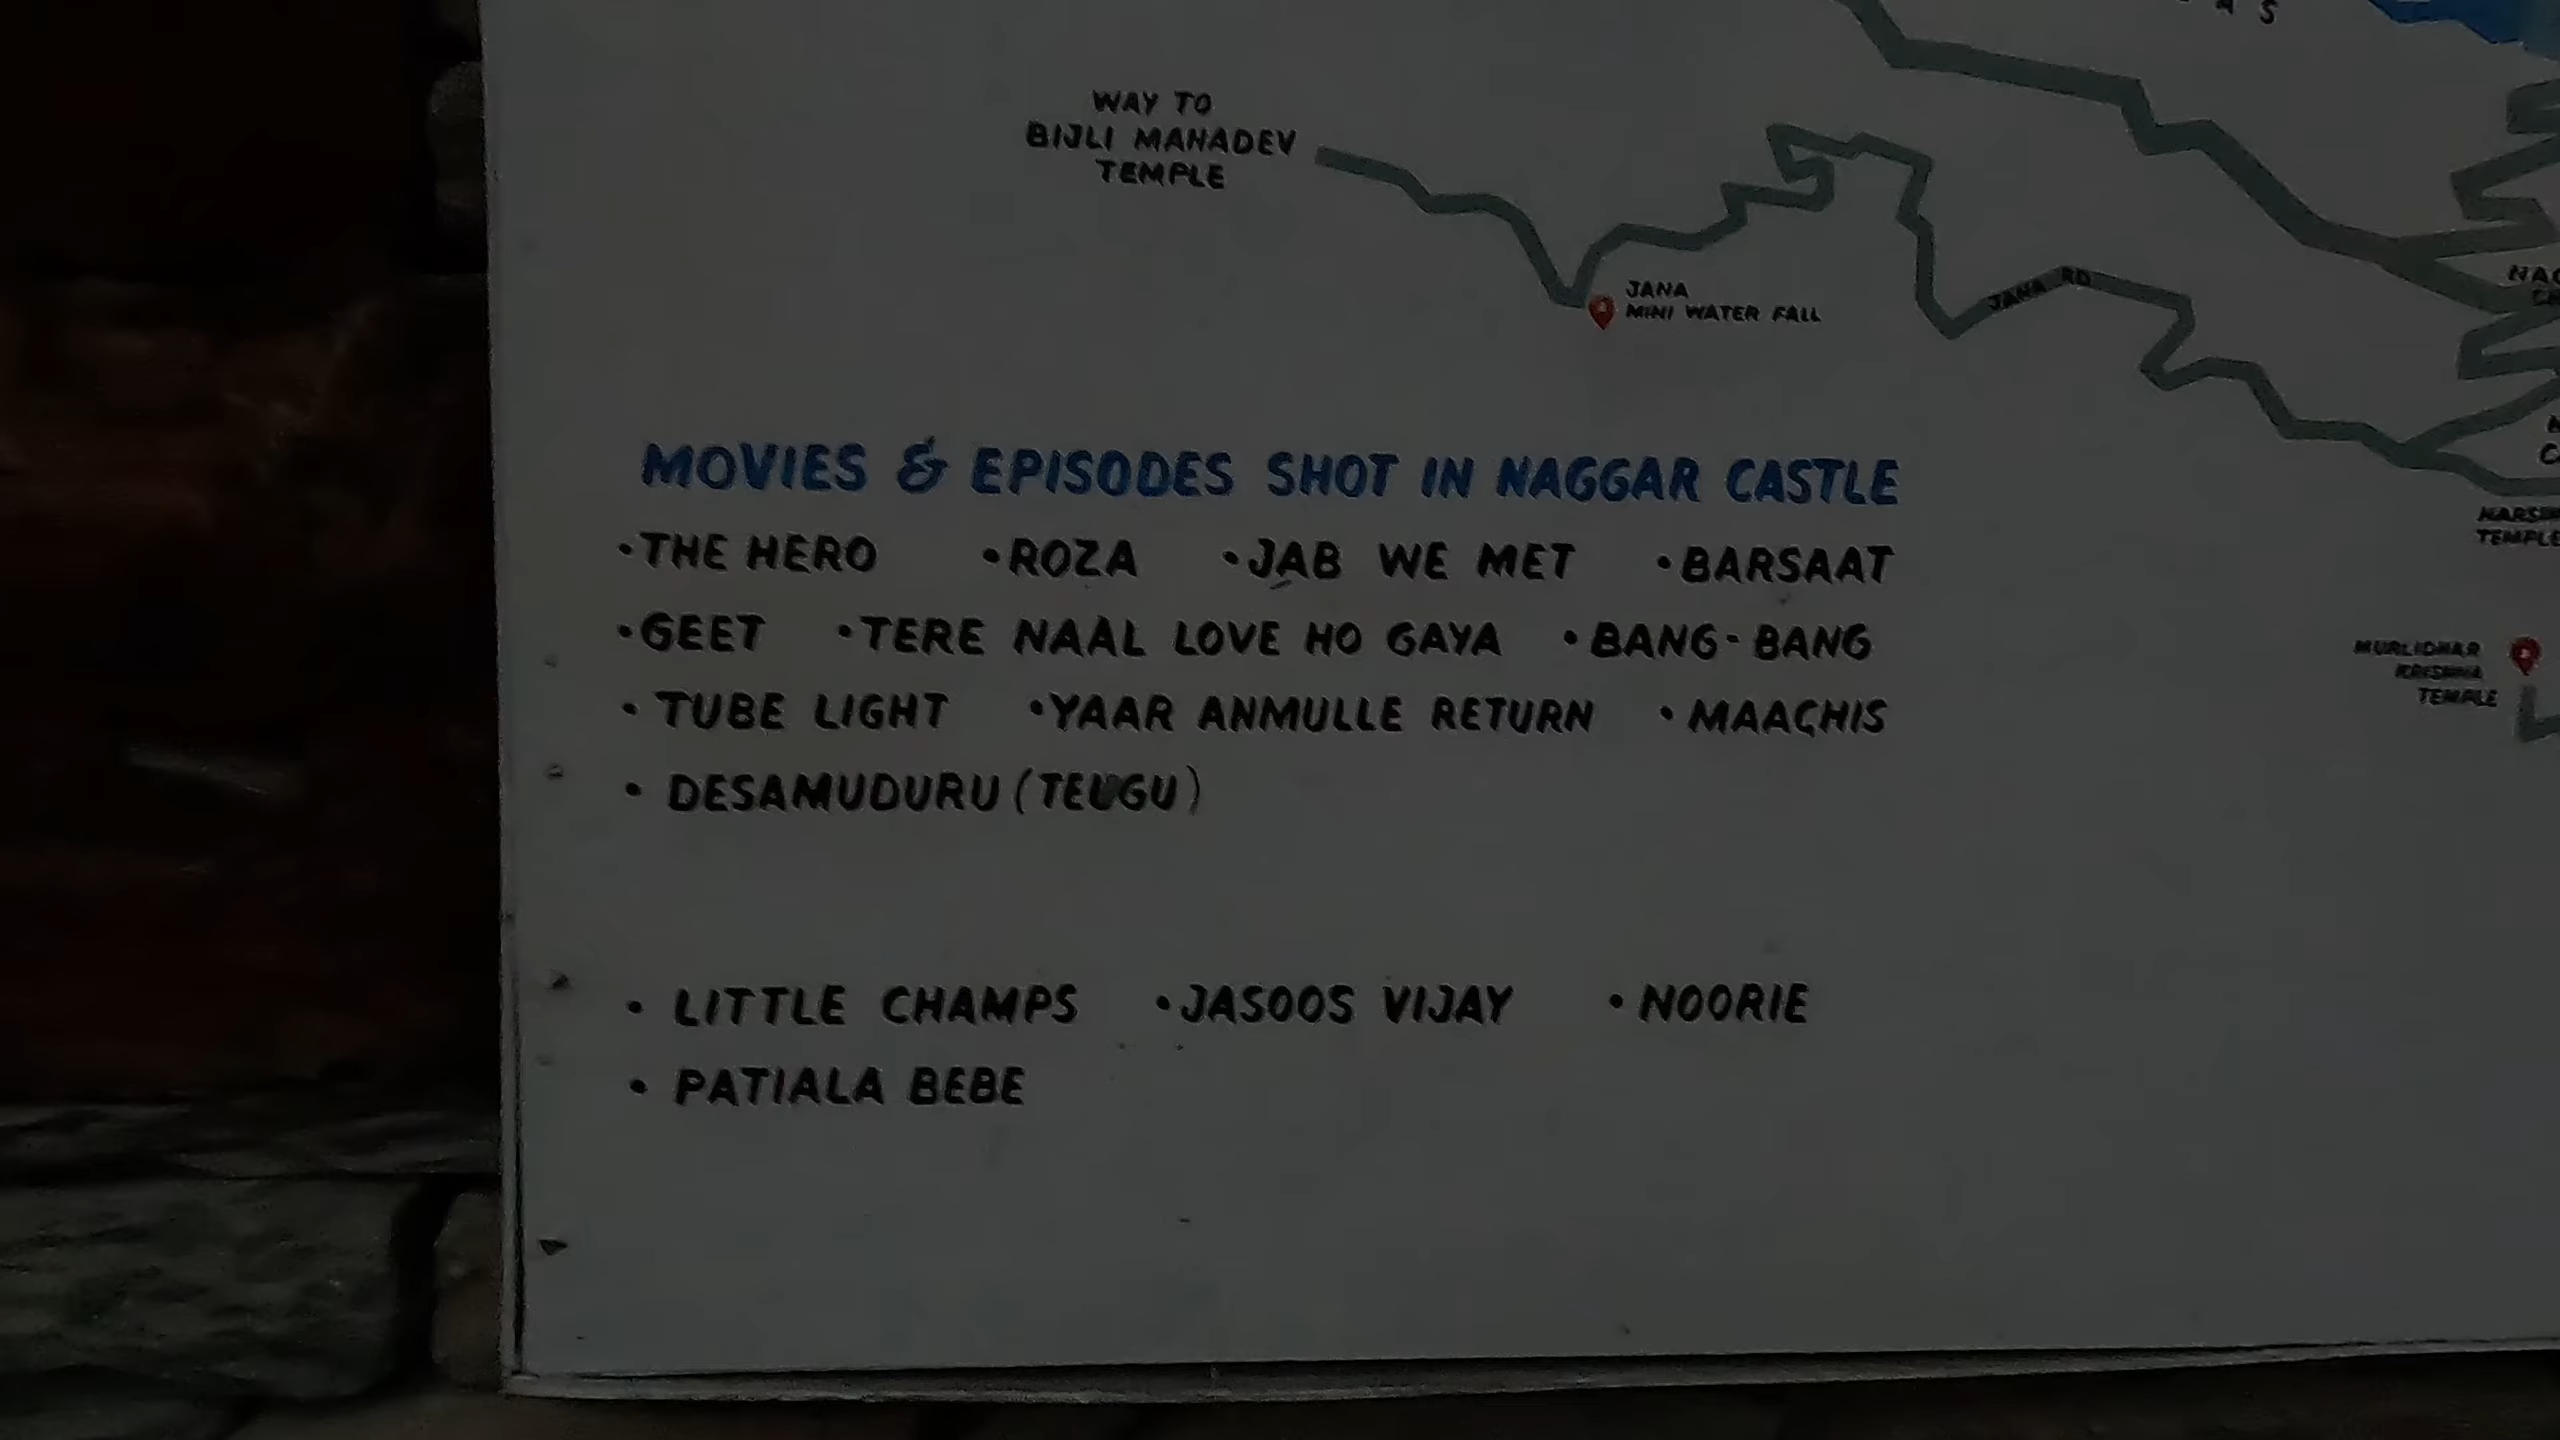 WAY TO
BIJLI MAHADEV
TEMPLE
JANA
MINI WATER FALL
JANA RD
MOVIES & EPISODES SHOT IN NAGGAR CASTLE
•THE HERO •ROZA •JAB WE MET •BARSAAT
•GEET •TERE NAAL LOVE HO GAYA •BANG-BANG
•TUBE LIGHT •YAAR ANMULLE RETURN •MAACHIS
•DESAMUDURU (TELUGU)
•LITTLE CHAMPS •JASOOS VIJAY •NOORIE
•PATIALA BEBE
TEMPLE
MURLIDHAR
KRISHNA
TEMPLE